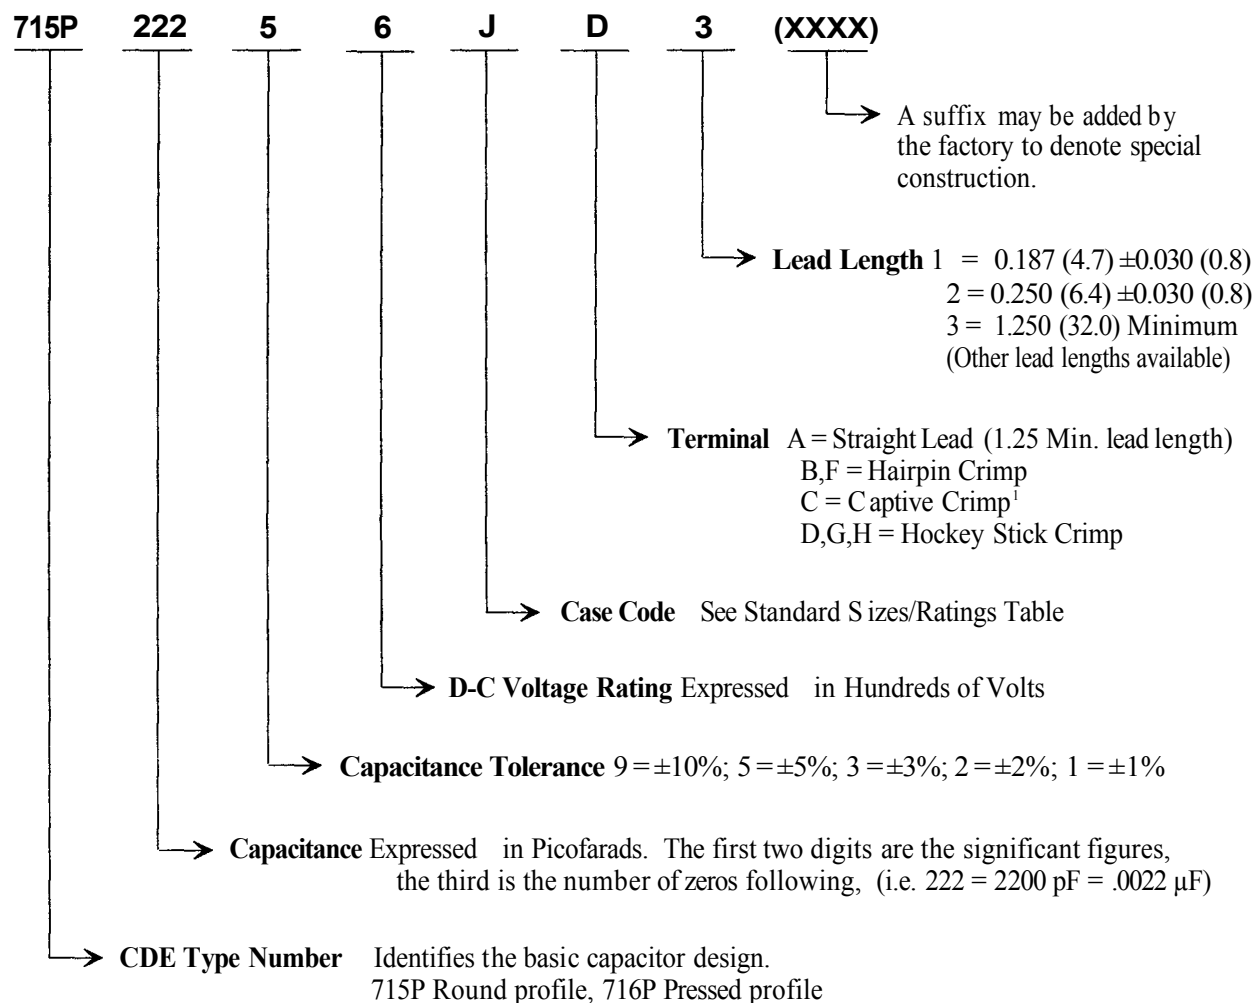 715P 222 5 6 J D 3 (XXXX)
A suffix may be added by
the factory to denote special
construction.
Lead Length 1 = 0.187 (4.7) ±0.030 (0.8)
2 = 0.250 (6.4) ±0.030 (0.8)
3 = 1.250 (32.0) Minimum
(Other lead lengths available)
Terminal A = Straight Lead (1.25 Min. lead length)
B,F = Hairpin Crimp
C = Captive Crimp¹
D,G,H = Hockey Stick Crimp
Case Code See Standard Sizes/Ratings Table
D-C Voltage Rating Expressed in Hundreds of Volts
Capacitance Tolerance 9 = ±10%; 5 = ±5%; 3 = ±3%; 2 = ±2%; 1 = ±1%
Capacitance Expressed in Picofarads. The first two digits are the significant figures,
the third is the number of zeros following, (i.e. 222 = 2200 pF = .0022 µF)
CDE Type Number Identifies the basic capacitor design.
715P Round profile, 716P Pressed profile